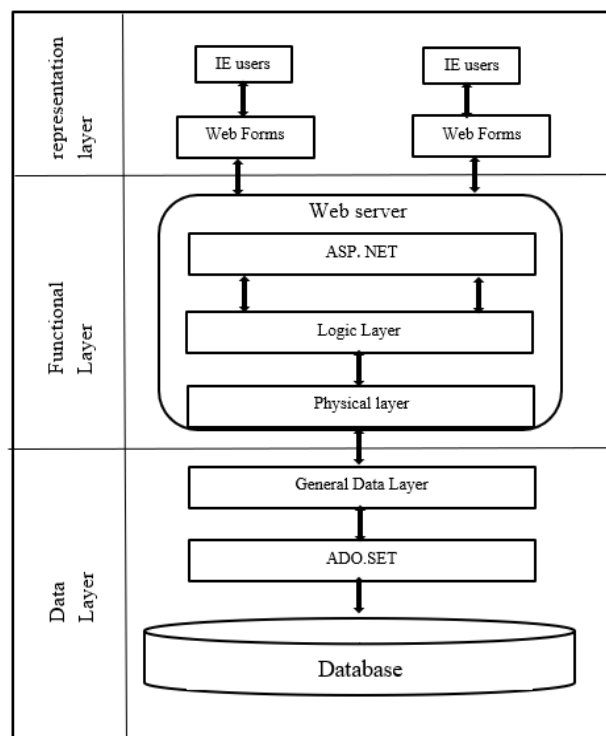 representation
layer
IE users
IE users
Web Forms
Web Forms
Functional
Layer
Web server
ASP. NET
Logic Layer
Physical layer
Data
Layer
General Data Layer
ADO.SET
Database